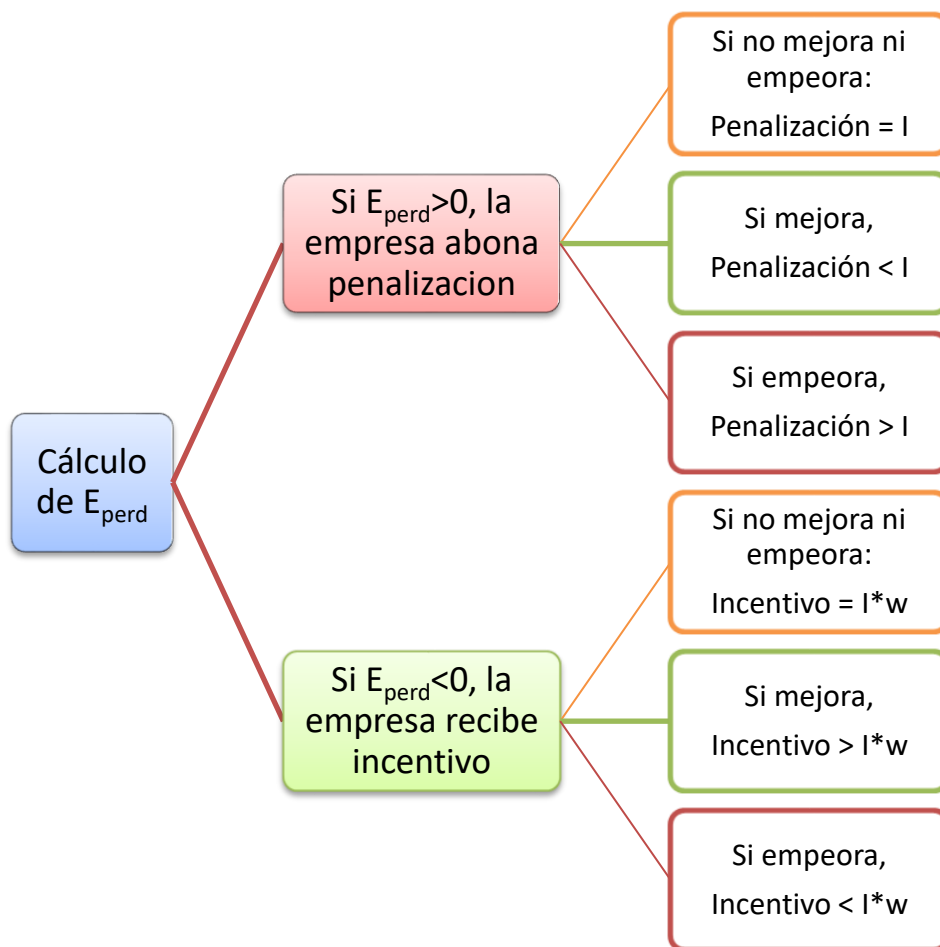 Cálculo
de E_perd
Si E_perd>0, la
empresa abona
penalizacion
Si no mejora ni
empeora:
Penalización = I
Si mejora,
Penalización < I
Si empeora,
Penalización > I
Si E_perd<0, la
empresa recibe
incentivo
Si no mejora ni
empeora:
Incentivo = I*w
Si mejora,
Incentivo > I*w
Si empeora,
Incentivo < I*w